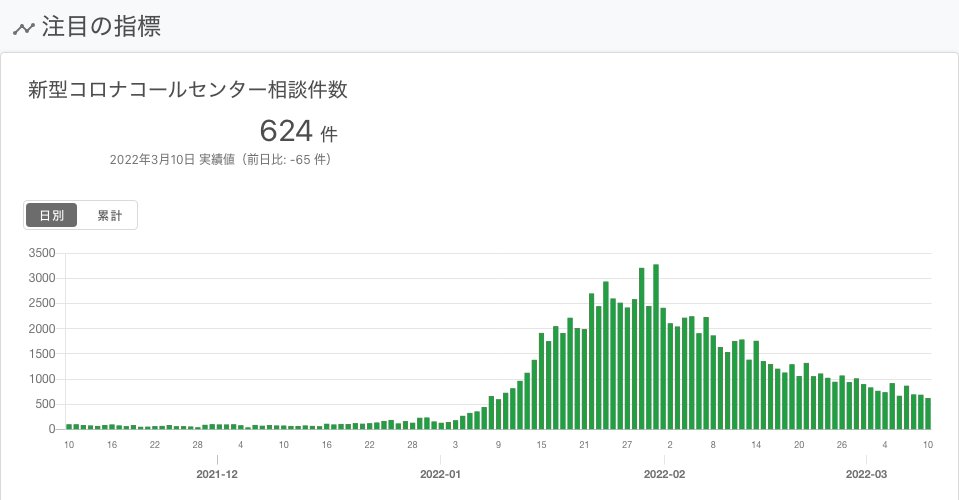 注目の指標
新型コロナコールセンター相談件数
624 件
2022年3月10日 実績値（前日比: -65 件）
日別 累計
3500
3000
2500
2000
1500
1000
500
0
10 16 22 28 4 10 16 22 28 3 9 15 21 27 2 8 14 20 26 4 10
2021-12 2022-01 2022-02 2022-03